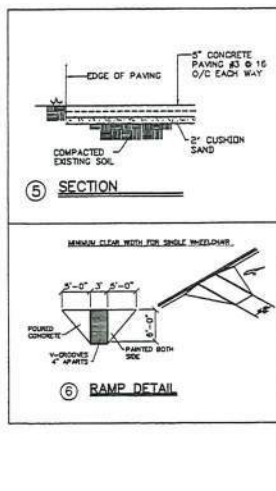 5" CONCRETE
PAVING #3 @ 16
O/C EACH WAY
EDGE OF PAVING
COMPACTED
EXISTING SOIL
2" CUSHION
SAND
5 SECTION
MINIMUM CLEAR WIDTH FOR SINGLE WHEELCHAIR
5'-0" 3' 5'-0"
6'-0"
POURED
CONCRETE
V-GROOVES
4" APARTS
PAINTED BOTH
SIDE
6 RAMP DETAIL